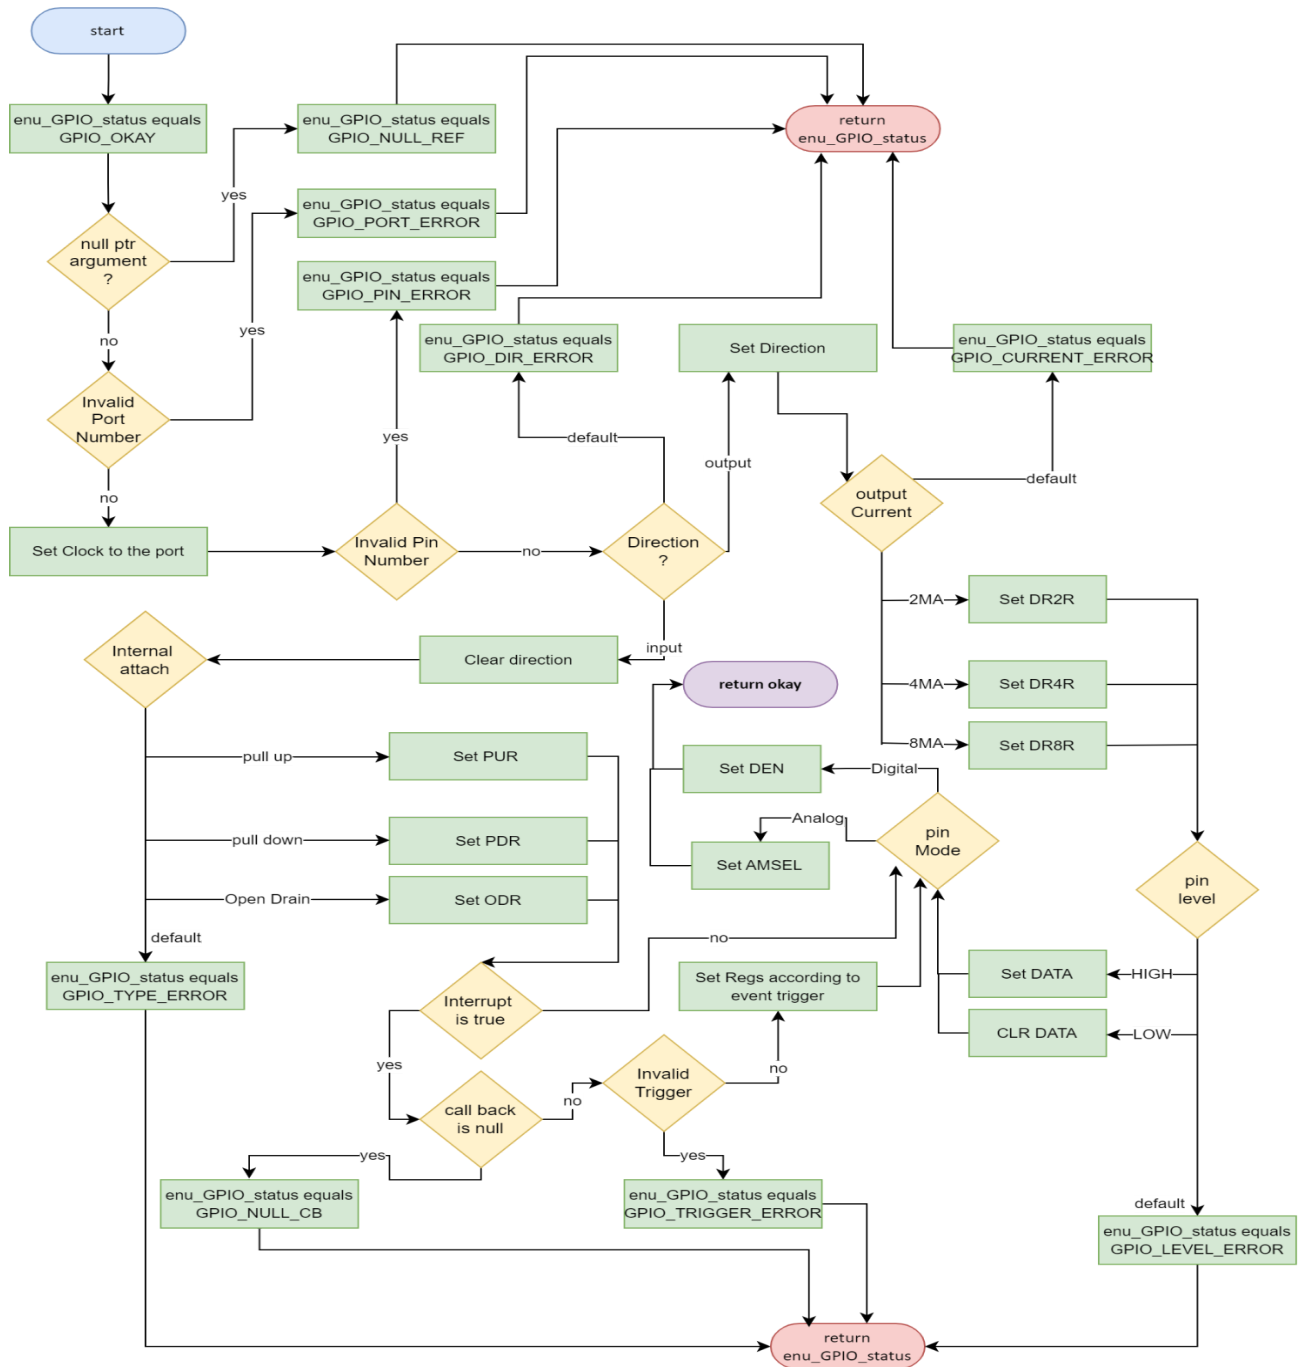 start
enu_GPIO_status equals
GPIO_OKAY
enu_GPIO_status equals
GPIO_NULL_REF
return
enu_GPIO_status
yes
enu_GPIO_status equals
GPIO_PORT_ERROR
null ptr
argument
?
enu_GPIO_status equals
GPIO_PIN_ERROR
yes
no
enu_GPIO_status equals
GPIO_DIR_ERROR
Set Direction
enu_GPIO_status equals
GPIO_CURRENT_ERROR
Invalid
Port
Number
yes
default
output
default
no
output
Current
Set Clock to the port
Invalid Pin
Number
no
Direction
?
2MA
Set DR2R
Internal
attach
Clear direction
input
return okay
4MA
Set DR4R
8MA
Set DR8R
pull up
Set PUR
Set DEN
Digital
pull down
Set PDR
Analog
pin
Mode
Set AMSEL
Open Drain
Set ODR
pin
level
default
no
enu_GPIO_status equals
GPIO_TYPE_ERROR
Interrupt
is true
Set Regs according to
event trigger
Set DATA
HIGH
CLR DATA
LOW
yes
Invalid
Trigger
no
call back
is null
no
yes
yes
enu_GPIO_status equals
GPIO_NULL_CB
enu_GPIO_status equals
GPIO_TRIGGER_ERROR
default
enu_GPIO_status equals
GPIO_LEVEL_ERROR
return
enu_GPIO_status